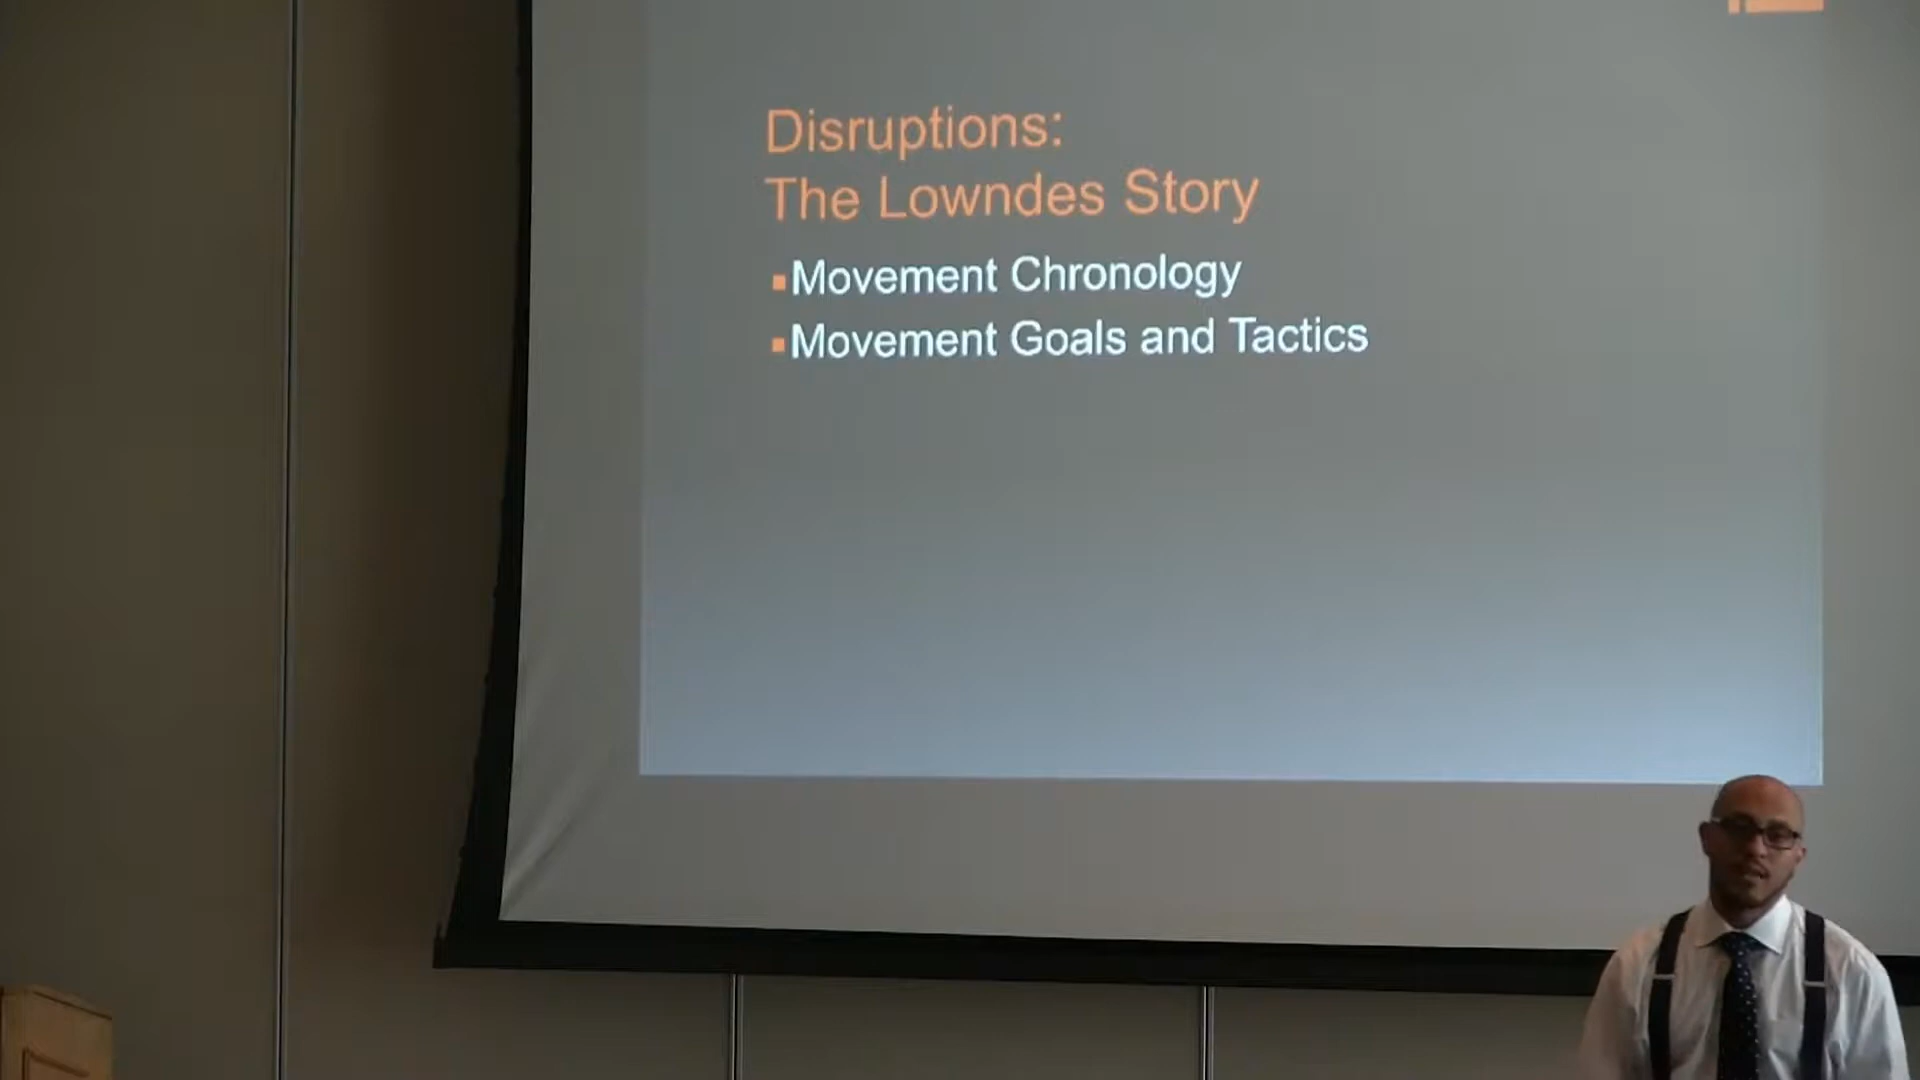 Disruptions:
The Lowndes Story
▪Movement Chronology
▪Movement Goals and Tactics